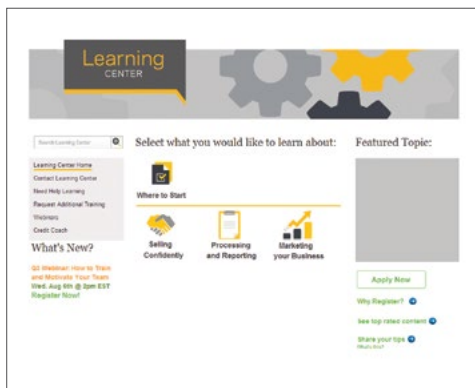 Learning
CENTER
Search Learning Center
Select what you would like to learn about:
Featured Topic:
Learning Center Home
Contact Learning Center
Need Help Learning
Request Additional Training
Webinars
Credit Coach
Where to Start
What's New?
Q3 Webinar: How to Train
and Motivate Your Team
Wed. Aug 6th @ 2pm EST
Register Now!
Selling
Confidently
Processing
and Reporting
Marketing
your Business
Apply Now
Why Register?
See top rated content
Share your tips